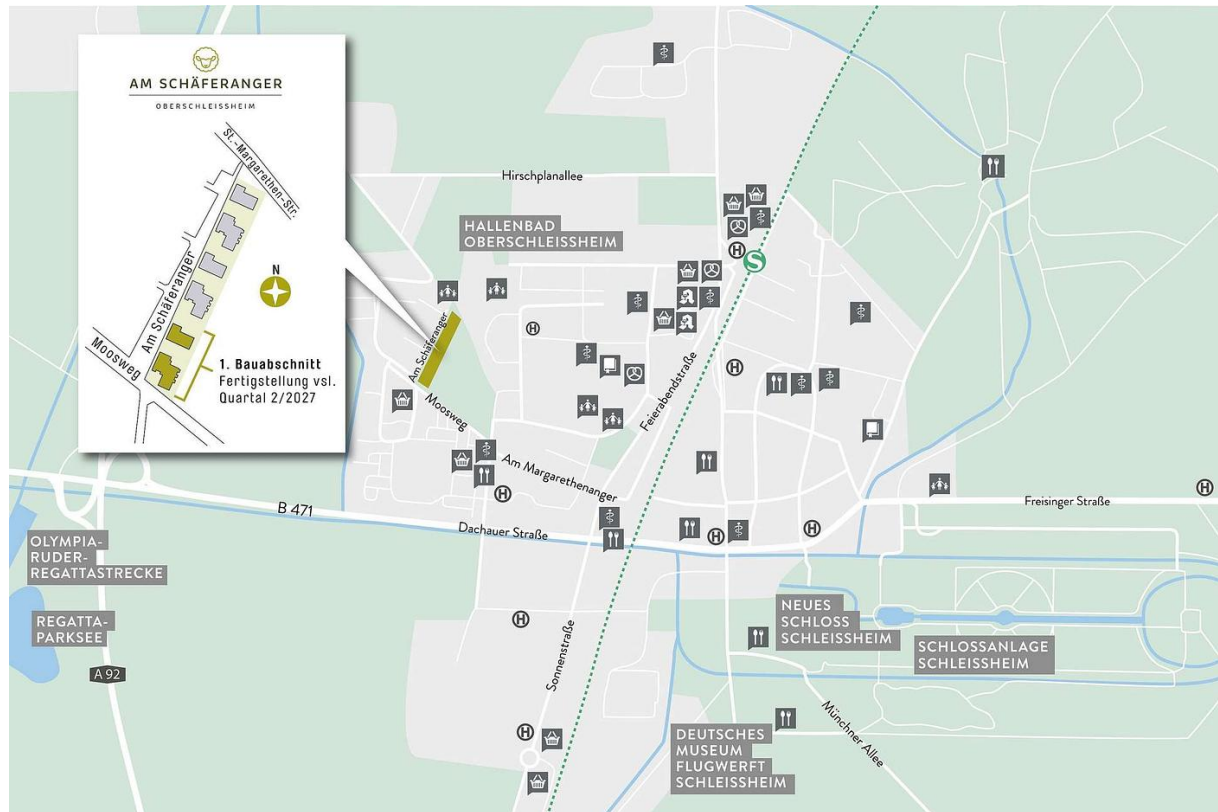 AM SCHÄFERANGER
OBERSCHLEISSHEIM
St.-Margarethen-Str.
Am Schäferanger
Moosweg
N
1. Bauabschnitt
Fertigstellung vsl.
Quartal 2/2027
Hirschplanallee
HALLENBAD
OBERSCHLEISSHEIM
H
S
Am Schäferanger
H
Moosweg
Feierabendstraße
H
Am Margarethenanger
H
B 471
Dachauer Straße
H
H
Freisinger Straße
H
OLYMPIA-
RUDER-
REGATTASTRECKE
REGATTA-
PARKSEE
A 92
H
Sonnenstraße
H
NEUES
SCHLOSS
SCHLEISSHEIM
SCHLOSSANLAGE
SCHLEISSHEIM
DEUTSCHES
MUSEUM
FLUGWERFT
SCHLEISSHEIM
Münchner Allee